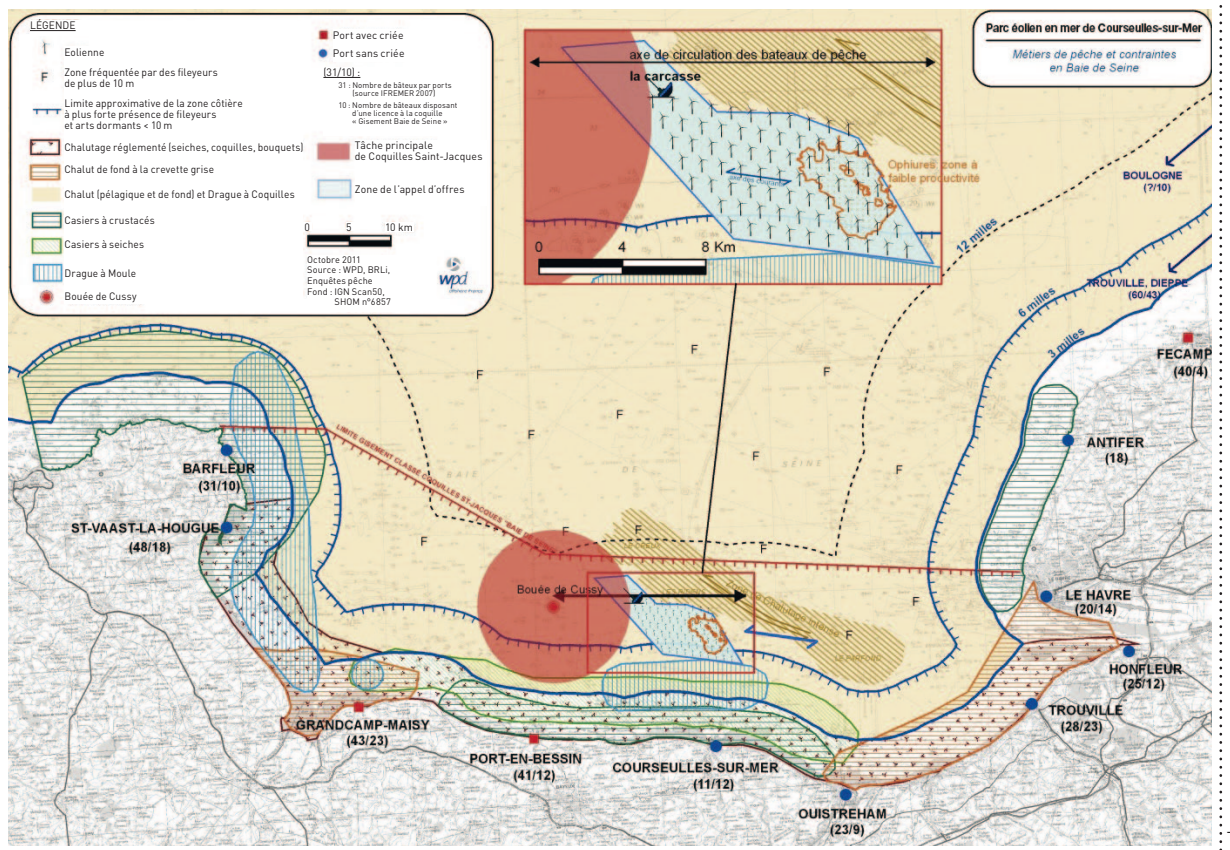 LÉGENDE
Eolienne
F
Zone fréquentée par des fileyeurs
de plus de 10 m
Limite approximative de la zone côtière
à plus forte présence de fileyeurs
et arts dormants < 10 m
Chalutage réglementé (seiches, coquilles, bouquets)
Chalut de fond à la crevette grise
Chalut (pélagique et de fond) et Drague à Coquilles
Casiers à crustacés
Casiers à seiches
Drague à Moule
Bouée de Cussy
Port avec criée
Port sans criée
(31/10) :
31 : Nombre de bâteux par ports
(source IFREMER 2007)
10 : Nombre de bâteaux disposant
d'une licence à la coquille
« Gisement Baie de Seine »
Tâche principale
de Coquilles Saint-Jacques
Zone de l'appel d'offres
0 5 10 km
Octobre 2011
Source : WPD, BRLi,
Enquêtes pêche
Fond : IGN Scan50,
SHOM n°6857
wpd
Parc éolien en mer de Courseulles-sur-Mer
Métiers de pêche et contraintes
en Baie de Seine
axe de circulation des bateaux de pêche
la carcasse
Ophiures: zone à
faible productivité
axe des courants
0 4 8 Km
BOULOGNE
(?/10)
12 milles
TROUVILLE, DIEPPE
(60/43)
6 milles
3 milles
FECAMP
(40/4)
F
F
F
F
F
F
F
F
F
F
F
F
F
ANTIFER
(18)
BARFLEUR
(31/10)
LIMITE GISEMENT CLASSÉ COQUILLES ST-JACQUES "BAIE DE
BAIE
DE
SEINE
ST-VAAST-LA-HOUGUE
(48/18)
Bouée de Cussy
Zone de Chalutage intense
LE HAVRE
(20/14)
HONFLEUR
(25/12)
GRANDCAMP-MAISY
(43/23)
TROUVILLE
(28/23)
PORT-EN-BESSIN
(41/12)
COURSEULLES-SUR-MER
(11/12)
OUISTREHAM
(23/9)